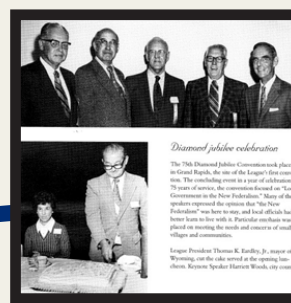 Diamond jubilee celebration
The 75th Diamond Jubilee Convention took place
in Grand Rapids, the site of the League's first conven-
tion. The concluding event in a year of celebration
75 years of service, the convention focused on "Lo
Government in the New Federalism." Many of the
speakers expressed the opinion that "the New
Federalism" was here to stay, and local officials had
better learn to live with it. Particular emphasis was
placed on meeting the needs and concerns of small
villages and communities.
League President Thomas K. Eardley, Jr., mayor of
Wyoming, cut the cake served at the opening lun-
cheon. Keynote Speaker Harriett Woods, city coun